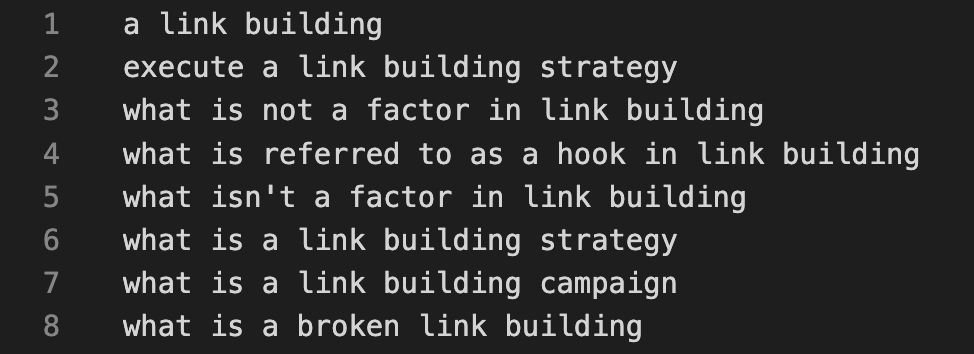 1 a link building
2 execute a link building strategy
3 what is not a factor in link building
4 what is referred to as a hook in link building
5 what isn't a factor in link building
6 what is a link building strategy
7 what is a link building campaign
8 what is a broken link building